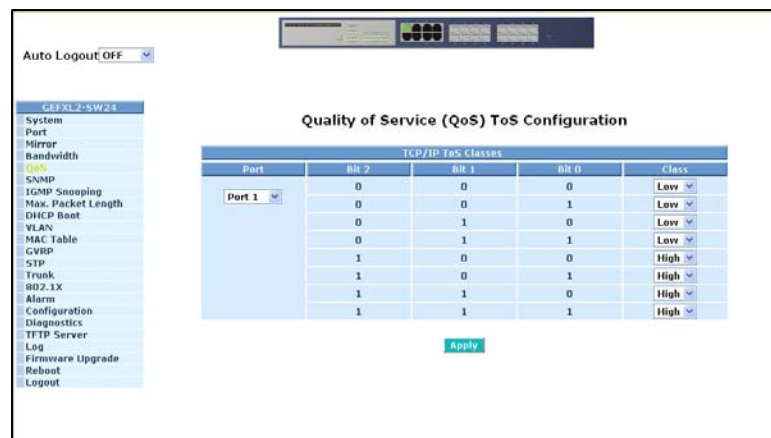 Auto Logout OFF
GEFXL2-SW24
System
Port
Mirror
Bandwidth
QoS
SNMP
IGMP Snooping
Max. Packet Length
DHCP Boot
VLAN
MAC Table
GVRP
STP
Trunk
802.1X
Alarm
Configuration
Diagnostics
TFTP Server
Log
Firmware Upgrade
Reboot
Logout
Quality of Service (QoS) ToS Configuration
TCP/IP ToS Classes
Port Bit 2 Bit 1 Bit 0 Class
Port 1 0 0 0 Low
0 0 1 Low
0 1 0 Low
0 1 1 Low
1 0 0 High
1 0 1 High
1 1 0 High
1 1 1 High
Apply